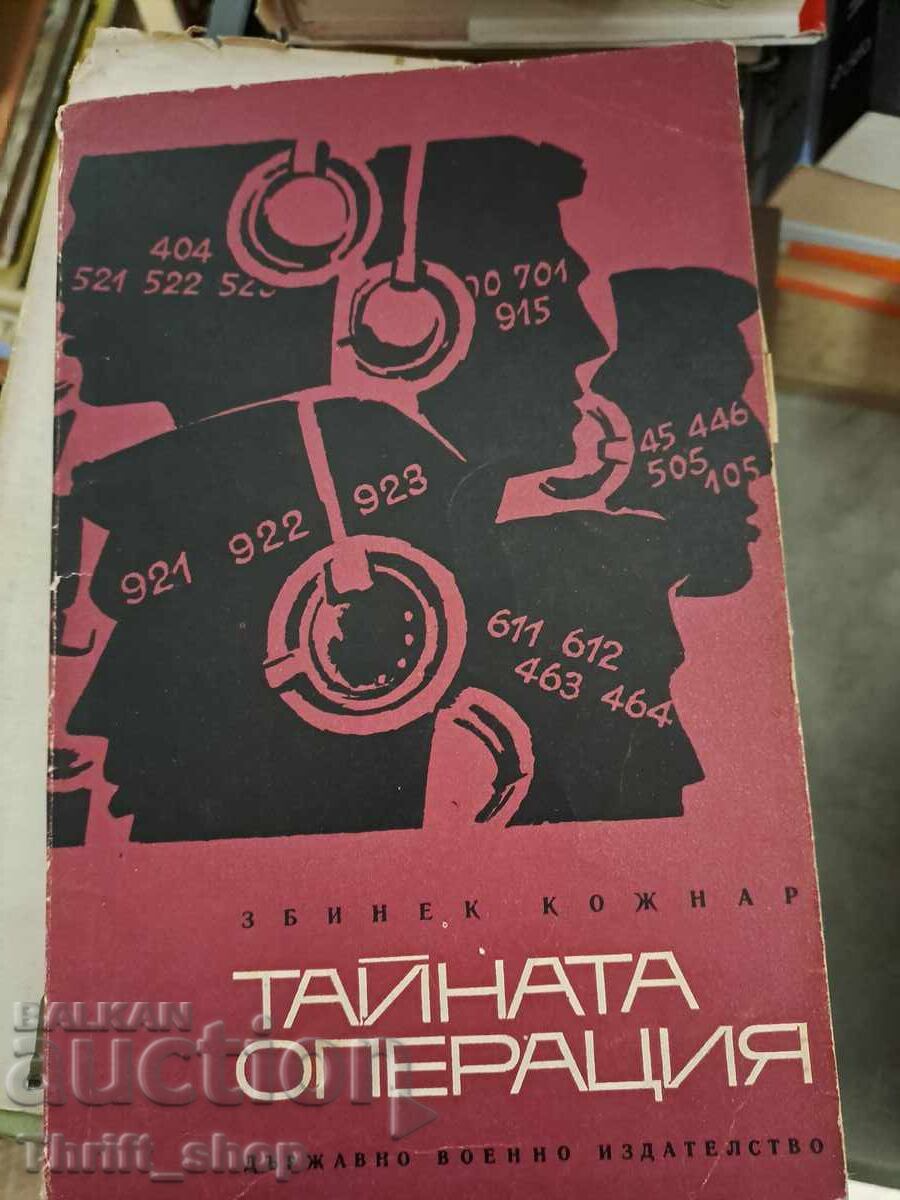 404
521 522 52
00 701
915
45 446
505 105
921 922 923
611 612
463 464
ЗБИНЕК КОЖНАР
ТАЙНАТА
ОПЕРАЦИЯ
ДЪРЖАВНО ВОЕННО ИЗДАТЕЛСТВО
BALKAN
auction
Thrift_shop